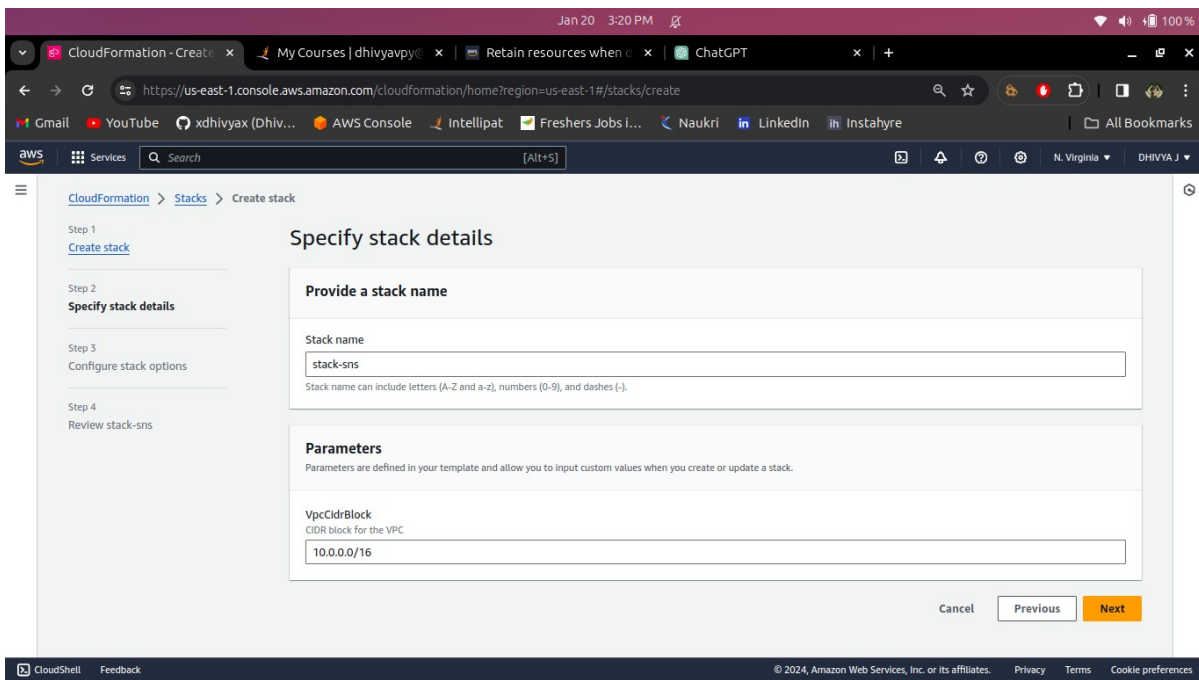 Jan 20 3:20 PM 100 %
CloudFormation - Create My Courses | dhivyavpy@ Retain resources when d ChatGPT
https://us-east-1.console.aws.amazon.com/cloudformation/home?region=us-east-1#/stacks/create
Gmail YouTube xdhivyax (Dhiv... AWS Console Intellipat Freshers Jobs i... Naukri LinkedIn ih Instahyre All Bookmarks
aws Services Search [Alt+S] N. Virginia DHIVYA J
CloudFormation > Stacks > Create stack
Step 1
Create stack
Step 2
Specify stack details
Step 3
Configure stack options
Step 4
Review stack-sns
Specify stack details
Provide a stack name
Stack name
stack-sns
Stack name can include letters (A-Z and a-z), numbers (0-9), and dashes (-).
Parameters
Parameters are defined in your template and allow you to input custom values when you create or update a stack.
VpcCidrBlock
CIDR block for the VPC
10.0.0.0/16
Cancel Previous Next
CloudShell Feedback © 2024, Amazon Web Services, Inc. or its affiliates. Privacy Terms Cookie preferences